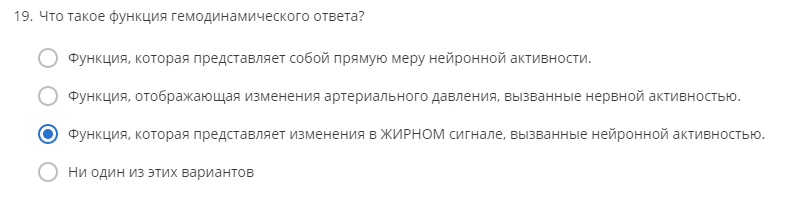 19. Что такое функция гемодинамического ответа?
Функция, которая представляет собой прямую меру нейронной активности.
Функция, отображающая изменения артериального давления, вызванные нервной активностью.
Функция, которая представляет изменения в ЖИРНОМ сигнале, вызванные нейронной активностью.
Ни один из этих вариантов